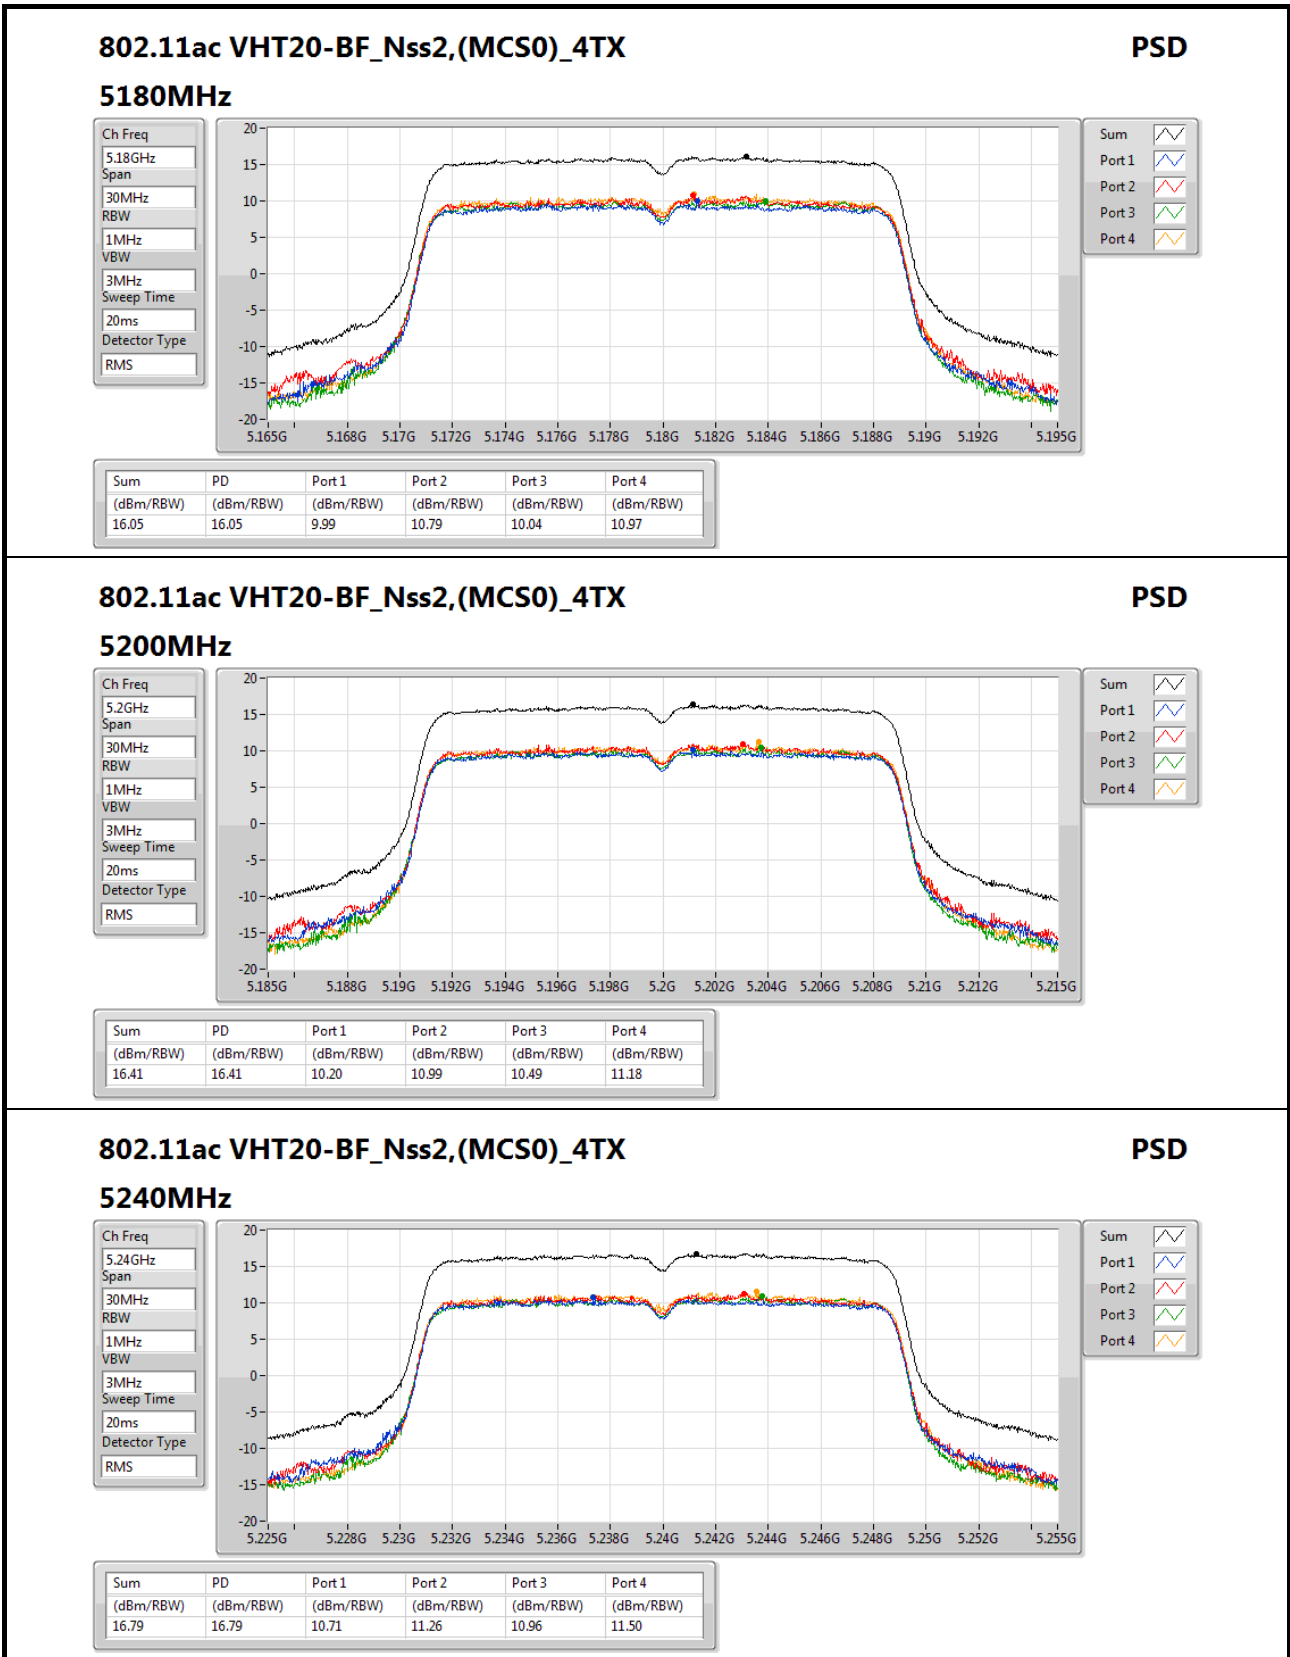 802.11ac VHT20-BF_Nss2,(MCS0)_4TX PSD
5180MHz
Ch Freq
5.18GHz
Span
30MHz
RBW
1MHz
VBW
3MHz
Sweep Time
20ms
Detector Type
RMS
20
15
10
5
0
-5
-10
-15
-20
5.165G 5.168G 5.17G 5.172G 5.174G 5.176G 5.178G 5.18G 5.182G 5.184G 5.186G 5.188G 5.19G 5.192G 5.195G
Sum
Port 1
Port 2
Port 3
Port 4
Sum PD Port 1 Port 2 Port 3 Port 4
(dBm/RBW) (dBm/RBW) (dBm/RBW) (dBm/RBW) (dBm/RBW) (dBm/RBW)
16.05 16.05 9.99 10.79 10.04 10.97
802.11ac VHT20-BF_Nss2,(MCS0)_4TX PSD
5200MHz
Ch Freq
5.2GHz
Span
30MHz
RBW
1MHz
VBW
3MHz
Sweep Time
20ms
Detector Type
RMS
20
15
10
5
0
-5
-10
-15
-20
5.185G 5.188G 5.19G 5.192G 5.194G 5.196G 5.198G 5.2G 5.202G 5.204G 5.206G 5.208G 5.21G 5.212G 5.215G
Sum
Port 1
Port 2
Port 3
Port 4
Sum PD Port 1 Port 2 Port 3 Port 4
(dBm/RBW) (dBm/RBW) (dBm/RBW) (dBm/RBW) (dBm/RBW) (dBm/RBW)
16.41 16.41 10.20 10.99 10.49 11.18
802.11ac VHT20-BF_Nss2,(MCS0)_4TX PSD
5240MHz
Ch Freq
5.24GHz
Span
30MHz
RBW
1MHz
VBW
3MHz
Sweep Time
20ms
Detector Type
RMS
20
15
10
5
0
-5
-10
-15
-20
5.225G 5.228G 5.23G 5.232G 5.234G 5.236G 5.238G 5.24G 5.242G 5.244G 5.246G 5.248G 5.25G 5.252G 5.255G
Sum
Port 1
Port 2
Port 3
Port 4
Sum PD Port 1 Port 2 Port 3 Port 4
(dBm/RBW) (dBm/RBW) (dBm/RBW) (dBm/RBW) (dBm/RBW) (dBm/RBW)
16.79 16.79 10.71 11.26 10.96 11.50